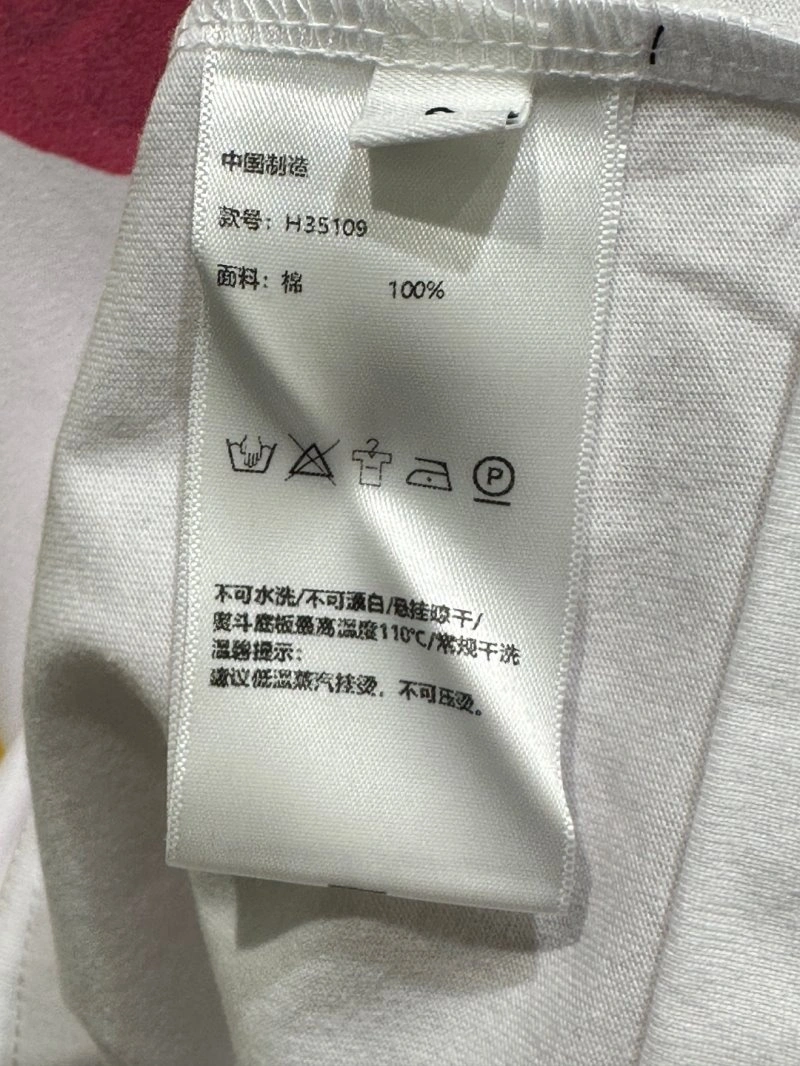 中国制造
款号：H35109
面料：棉 100%
P
不可水洗/不可漂白/悬挂晾干/
熨斗底板最高温度110℃/常规干洗
温馨提示：
建议低温蒸汽挂烫，不可压烫。